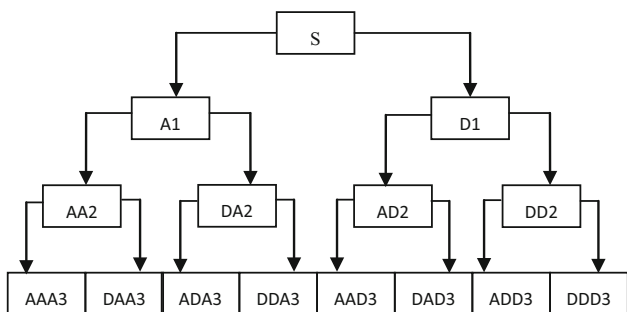 S
A1 D1
AA2 DA2 AD2 DD2
AAA3 DAA3 ADA3 DDA3 AAD3 DAD3 ADD3 DDD3